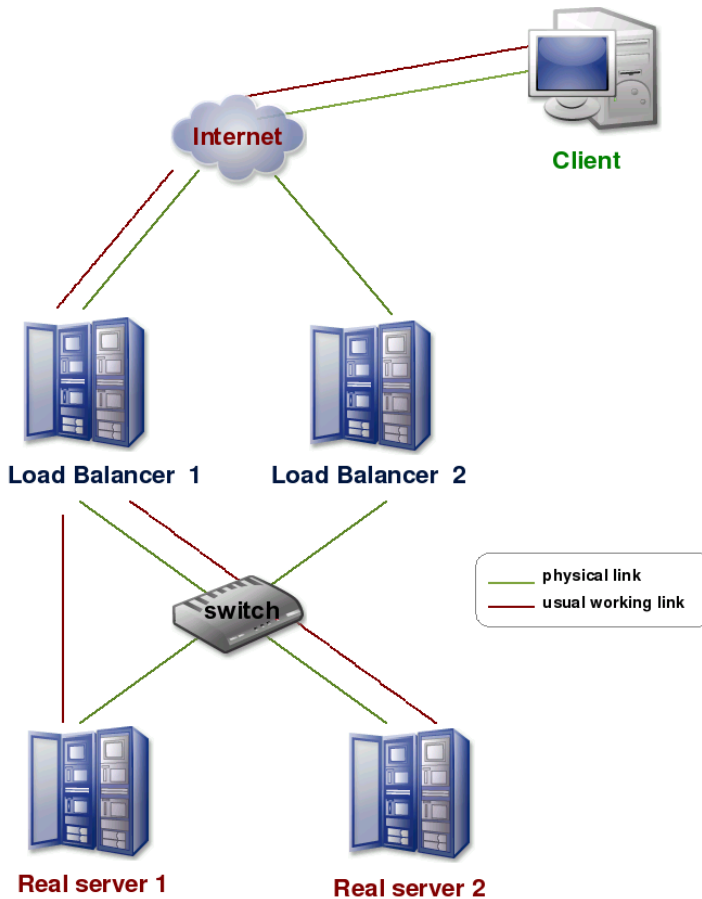 Internet
Client
Load Balancer 1
Load Balancer 2
switch
physical link
usual working link
Real server 1
Real server 2